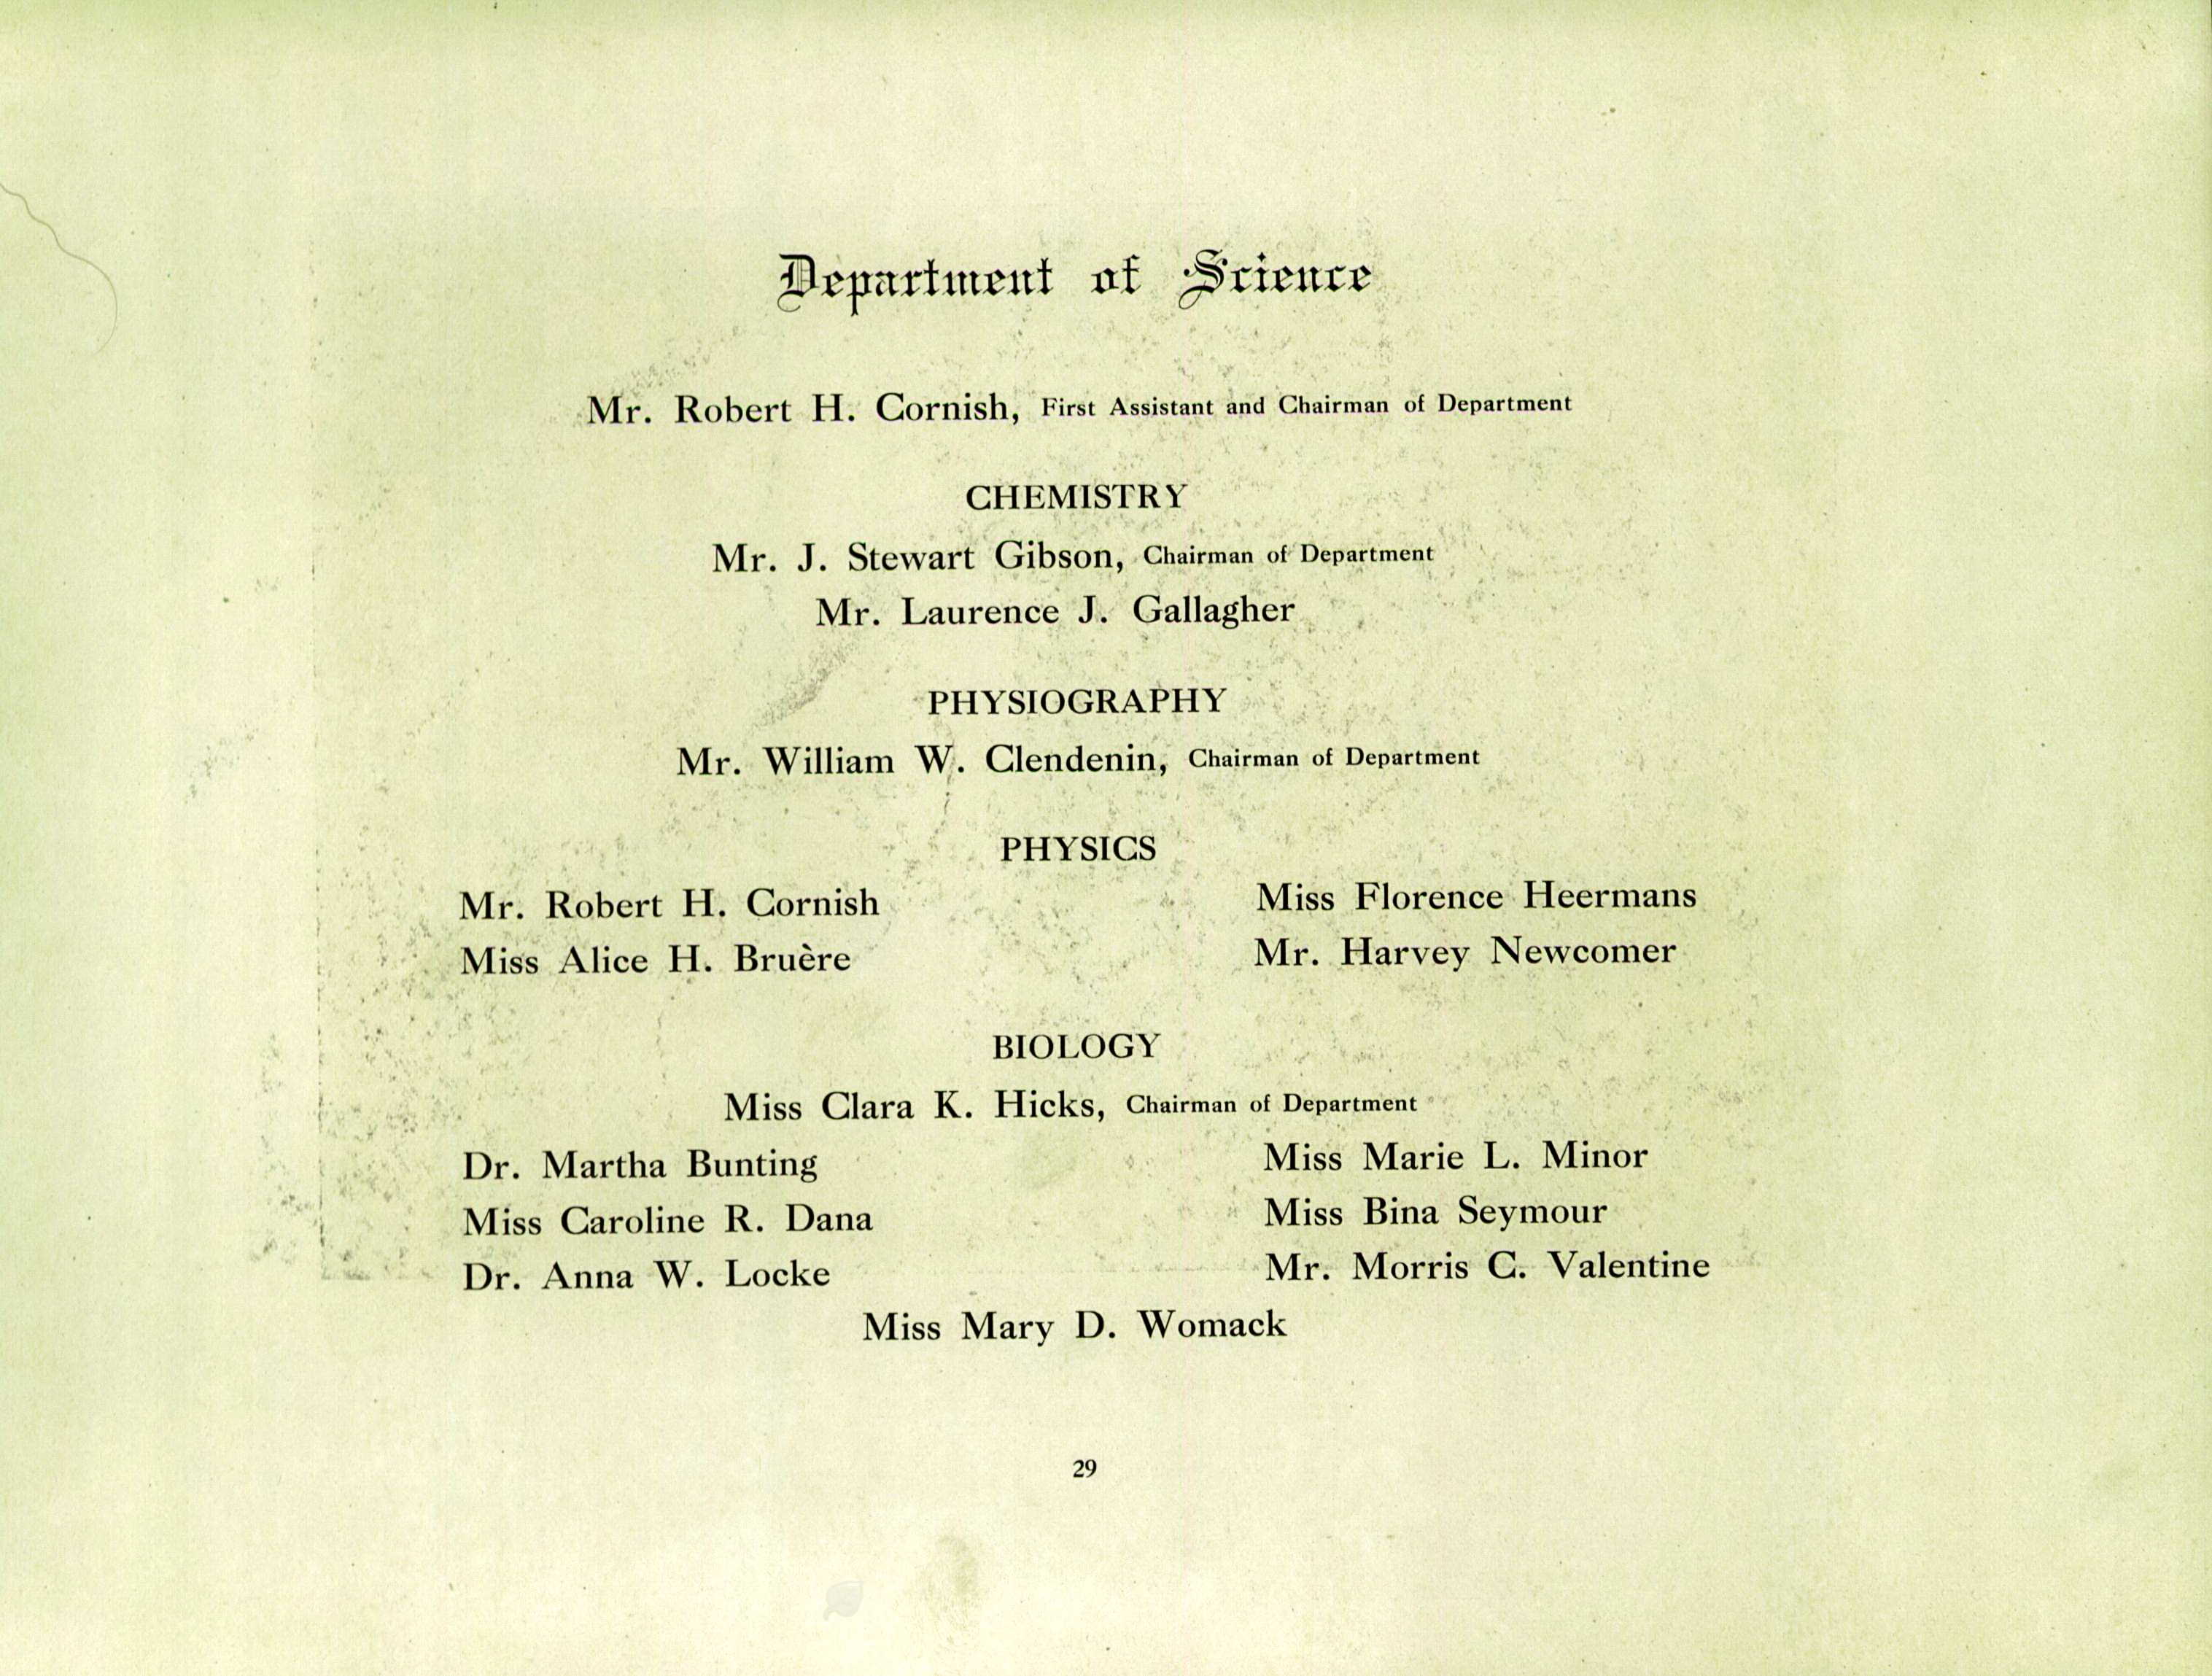 Department of Science
Mr. Robert H. Cornish, First Assistant and Chairman of Department
CHEMISTRY
Mr. J. Stewart Gibson, Chairman of Department
Mr. Laurence J. Gallagher
PHYSIOGRAPHY
Mr. William W. Clendenin, Chairman of Department
PHYSICS
Mr. Robert H. Cornish
Miss Alice H. Bruère
Miss Florence Heermans
Mr. Harvey Newcomer
BIOLOGY
Miss Clara K. Hicks, Chairman of Department
Dr. Martha Bunting
Miss Caroline R. Dana
Dr. Anna W. Locke
Miss Marie L. Minor
Miss Bina Seymour
Mr. Morris C. Valentine
Miss Mary D. Womack
29